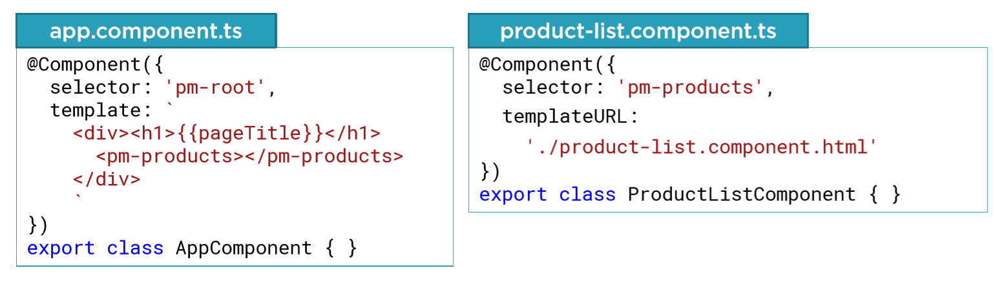 app.component.ts
@Component({
  selector: 'pm-root',
  template: `
    <div><h1>{{pageTitle}}</h1>
      <pm-products></pm-products>
    </div>
    `
})
export class AppComponent { }
product-list.component.ts
@Component({
  selector: 'pm-products',
  templateURL:
    './product-list.component.html'
})
export class ProductListComponent { }